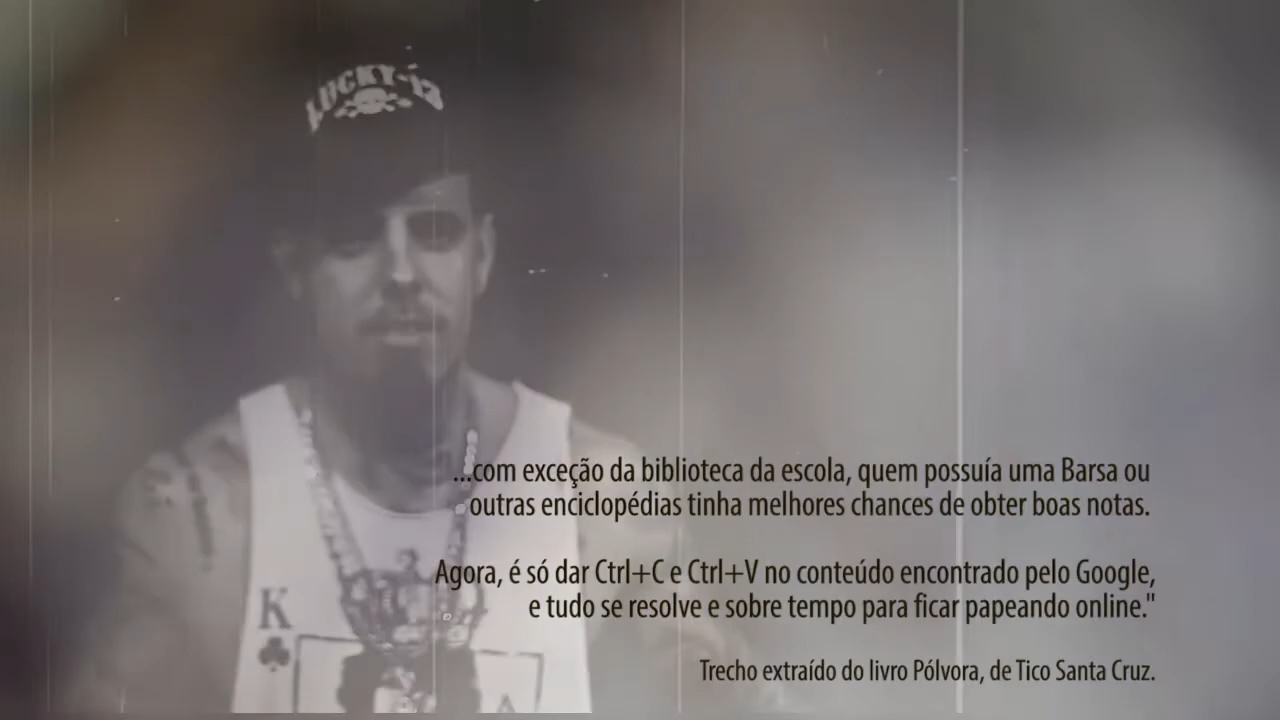 LUCKY-13
...com exceção da biblioteca da escola, quem possuía uma Barsa ou
outras enciclopédias tinha melhores chances de obter boas notas.
Agora, é só dar Ctrl+C e Ctrl+V no conteúdo encontrado pelo Google,
e tudo se resolve e sobre tempo para ficar papeando online."
Trecho extraído do livro Pólvora, de Tico Santa Cruz.
K
A